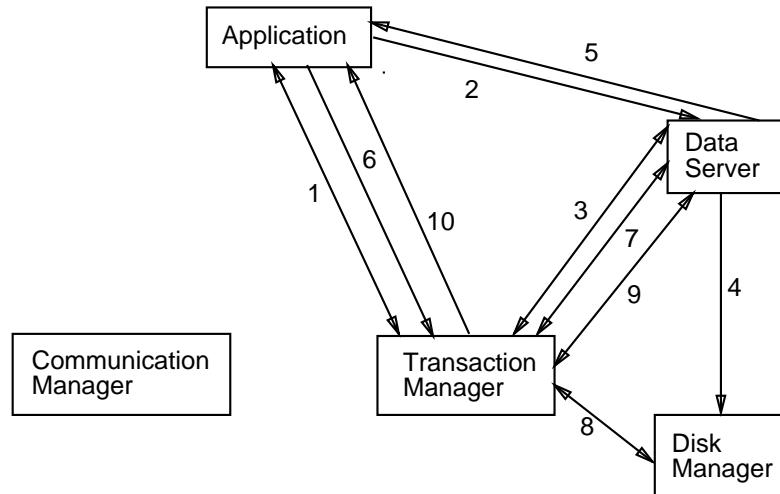 Application
5
2
Data
Server
6
3
1
10
7
9
4
Communication
Manager
Transaction
Manager
8
Disk
Manager